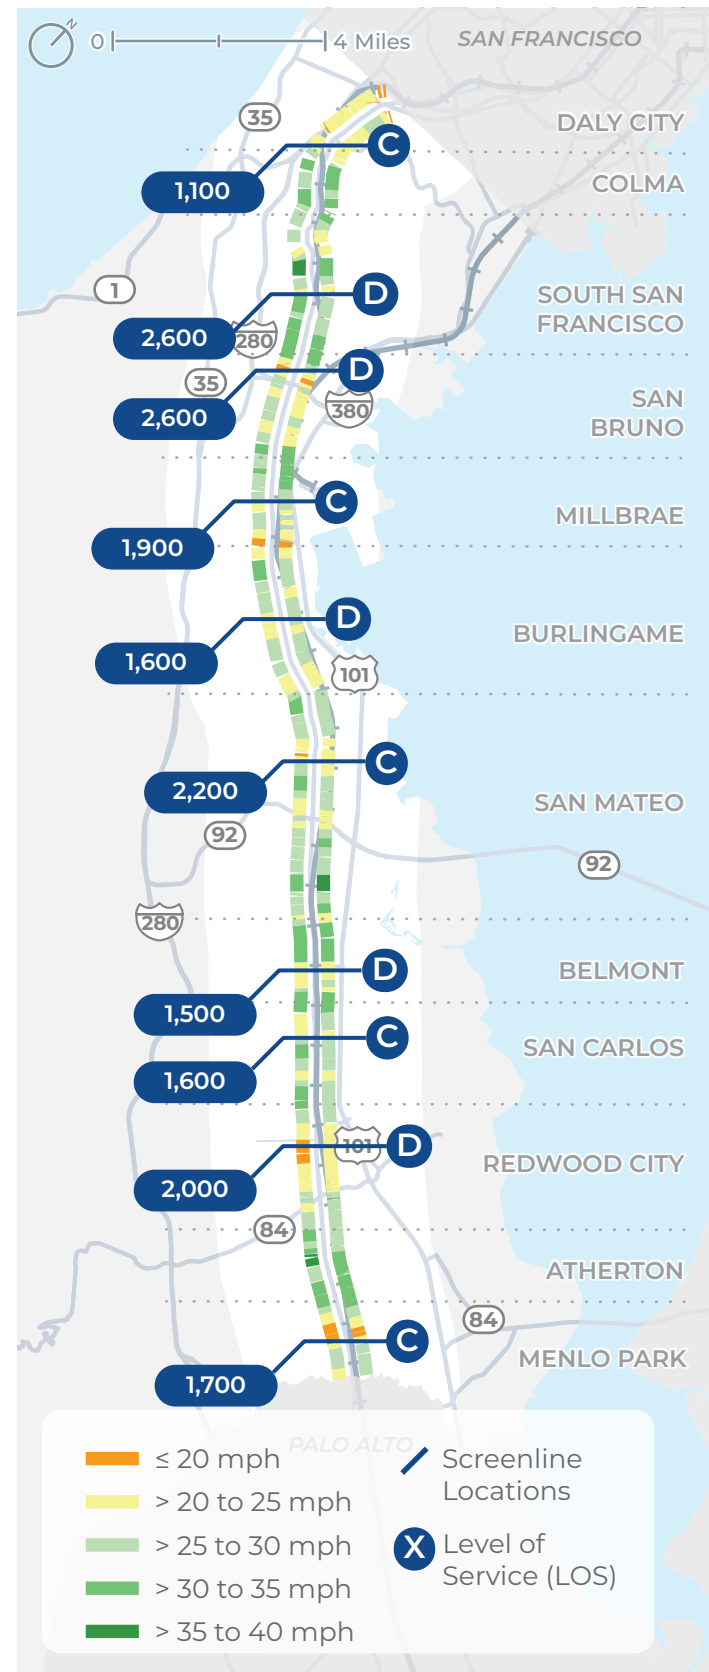 N
0
4 Miles
SAN FRANCISCO
35
DALY CITY
C
1,100
COLMA
1
D
SOUTH SAN
FRANCISCO
2,600
280
D
35
2,600
380
SAN
BRUNO
C
MILLBRAE
1,900
D
BURLINGAME
1,600
101
C
2,200
SAN MATEO
92
92
280
D
BELMONT
1,500
C
SAN CARLOS
1,600
101
D
REDWOOD CITY
2,000
84
ATHERTON
84
C
MENLO PARK
1,700
PALO ALTO
≤ 20 mph
> 20 to 25 mph
> 25 to 30 mph
> 30 to 35 mph
> 35 to 40 mph
Screenline
Locations
X
Level of
Service (LOS)